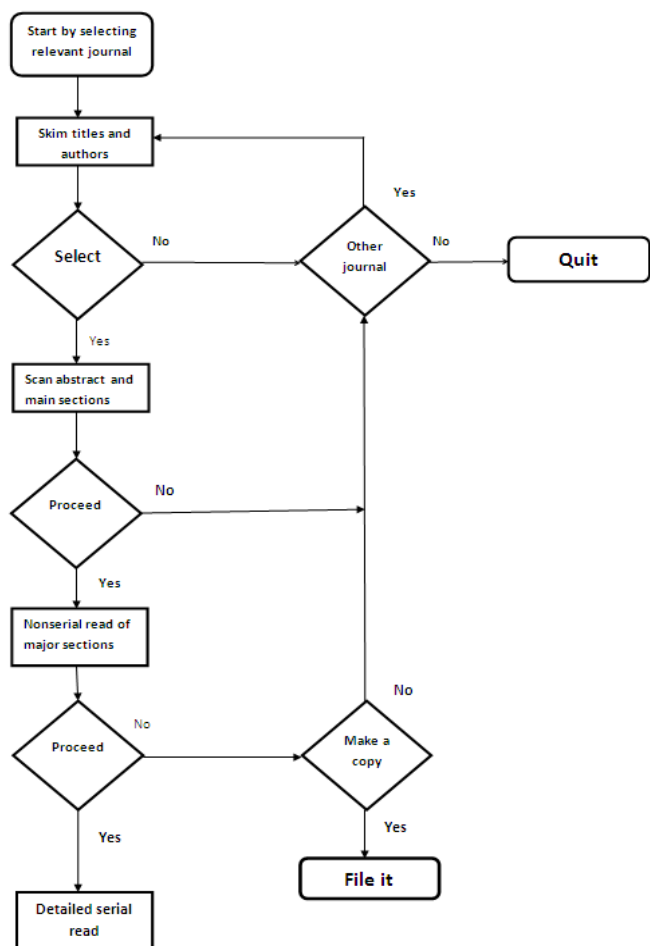 Start by selecting
relevant journal
Skim titles and
authors
Yes
Select
No
Other
journal
No
Quit
Yes
Scan abstract and
main sections
Proceed
No
Yes
Nonserial read of
major sections
No
No
Proceed
Make a
copy
Yes
Yes
File it
Detailed serial
read